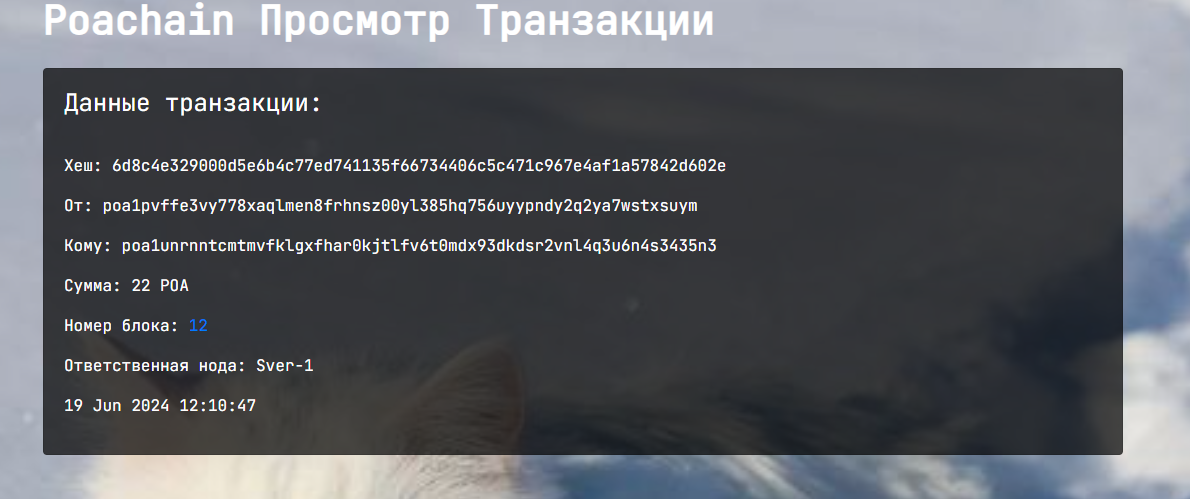 Poachain Просмотр Транзакции
Данные транзакции:
Хеш: 6d8c4e329000d5e6b4c77ed741135f66734406c5c471c967e4af1a57842d602e
От: poa1pvffe3vy778xaqlmen8frhnsz00yl385hq756uyypndy2q2ya7wstxsuym
Кому: poa1unrnntcmtmvfklgxfhar0kjtlfv6t0mdx93dkdsr2vnl4q3u6n4s3435n3
Сумма: 22 POA
Номер блока: 12
Ответственная нода: Sver-1
19 Jun 2024 12:10:47